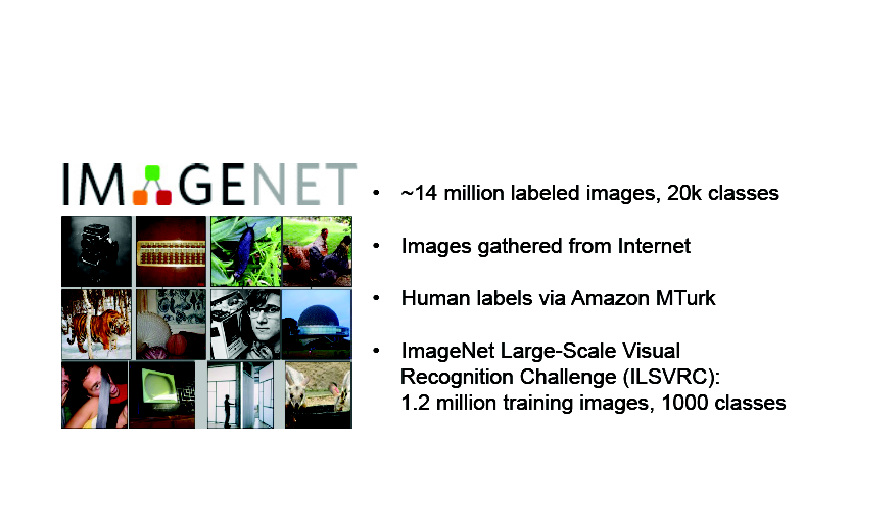 IMAGENET
• ~14 million labeled images, 20k classes
• Images gathered from Internet
• Human labels via Amazon MTurk
• ImageNet Large-Scale Visual
Recognition Challenge (ILSVRC):
1.2 million training images, 1000 classes